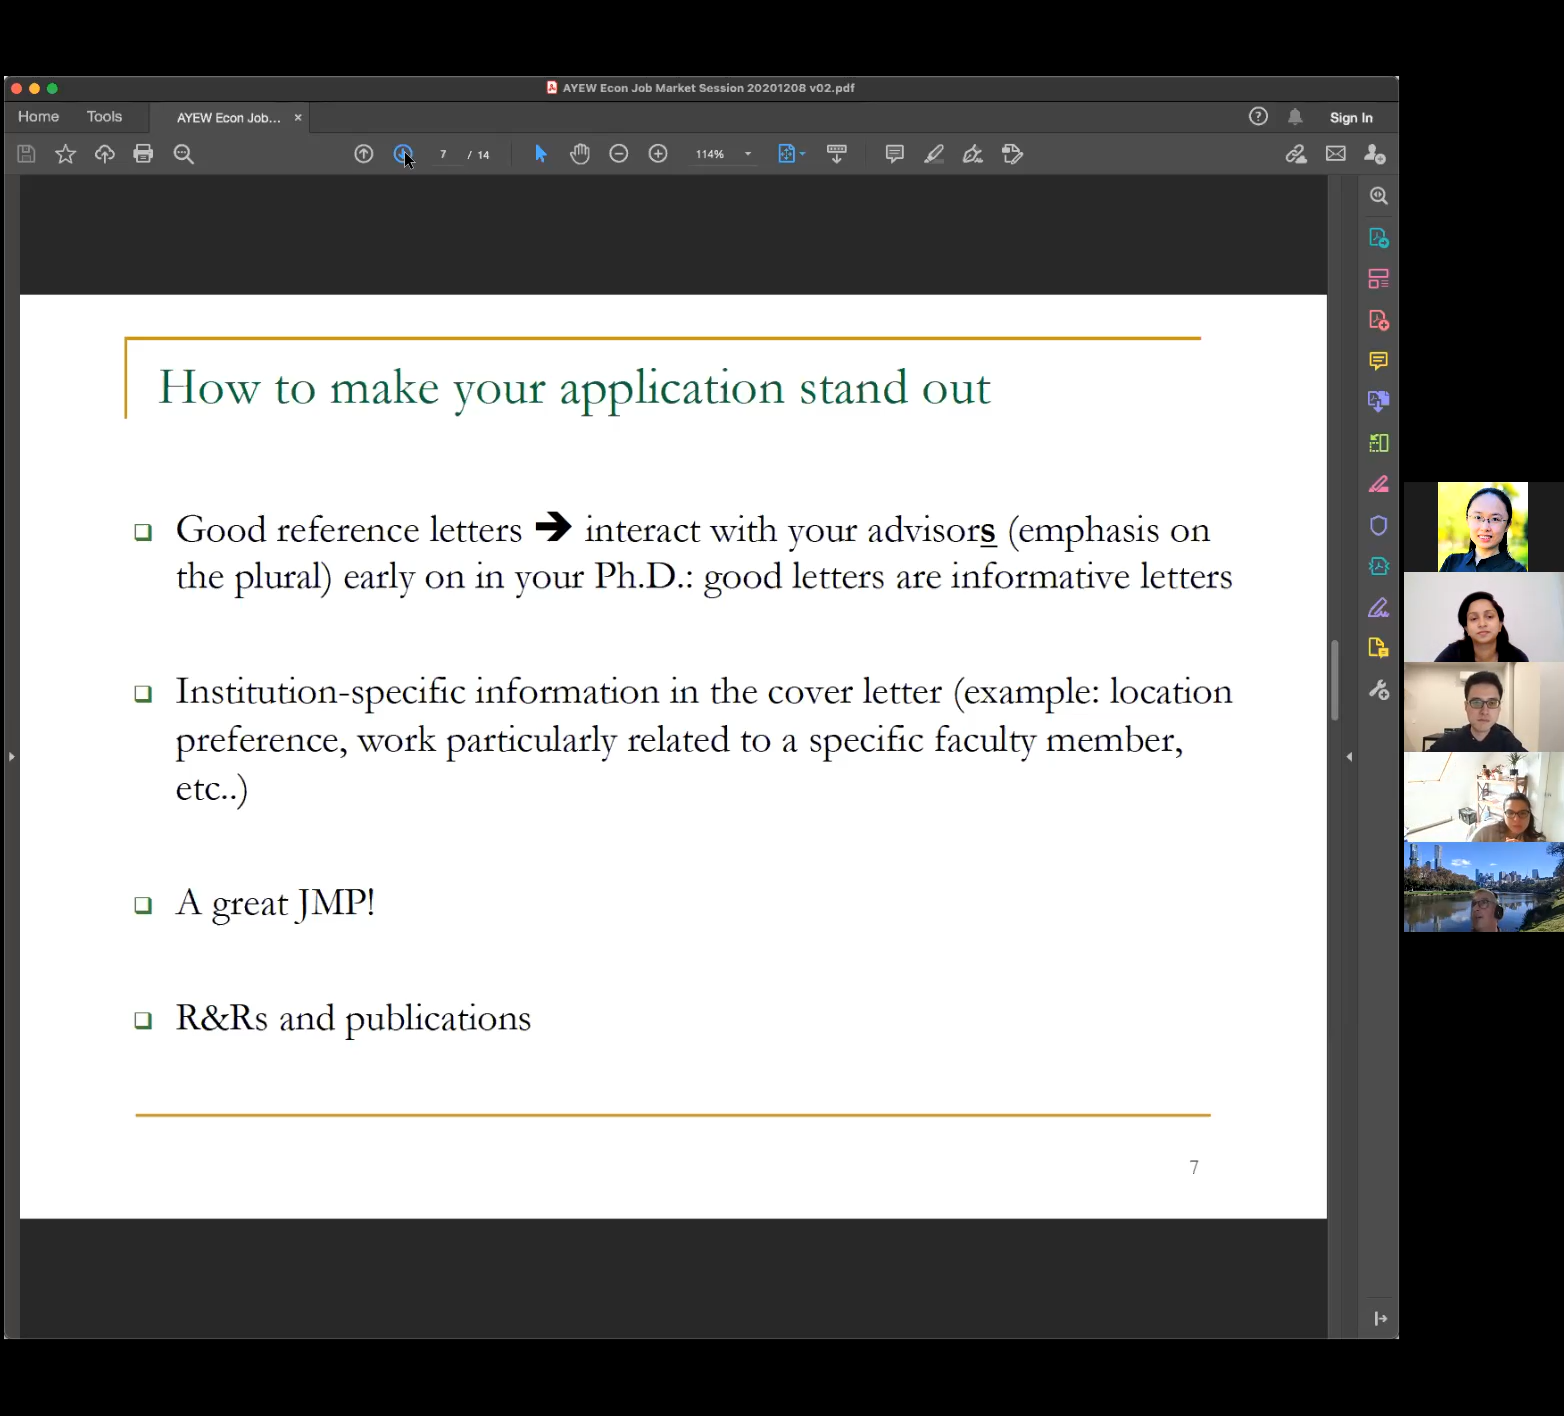 AYEW Econ Job Market Session 20201208 v02.pdf
Home Tools AYEW Econ Job... × ? Sign In
7 / 14 114%
How to make your application stand out
Good reference letters ➔ interact with your advisors (emphasis on
the plural) early on in your Ph.D.: good letters are informative letters
Institution-specific information in the cover letter (example: location
preference, work particularly related to a specific faculty member,
etc..)
A great JMP!
R&Rs and publications
7